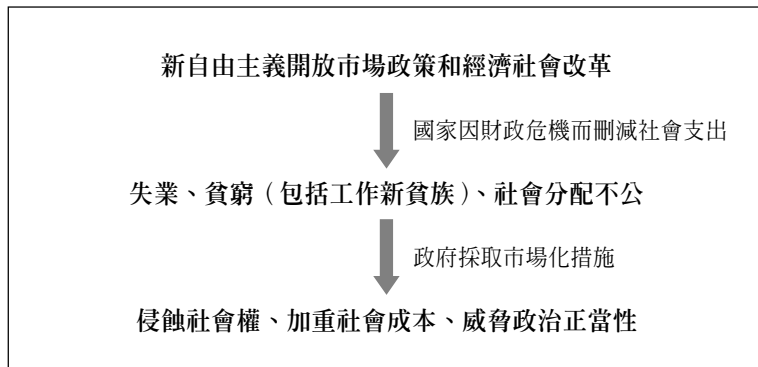 新自由主義開放市場政策和經濟社會改革
國家因財政危機而刪減社會支出
失業、貧窮（包括工作新貧族）、社會分配不公
政府採取市場化措施
侵蝕社會權、加重社會成本、威脅政治正當性